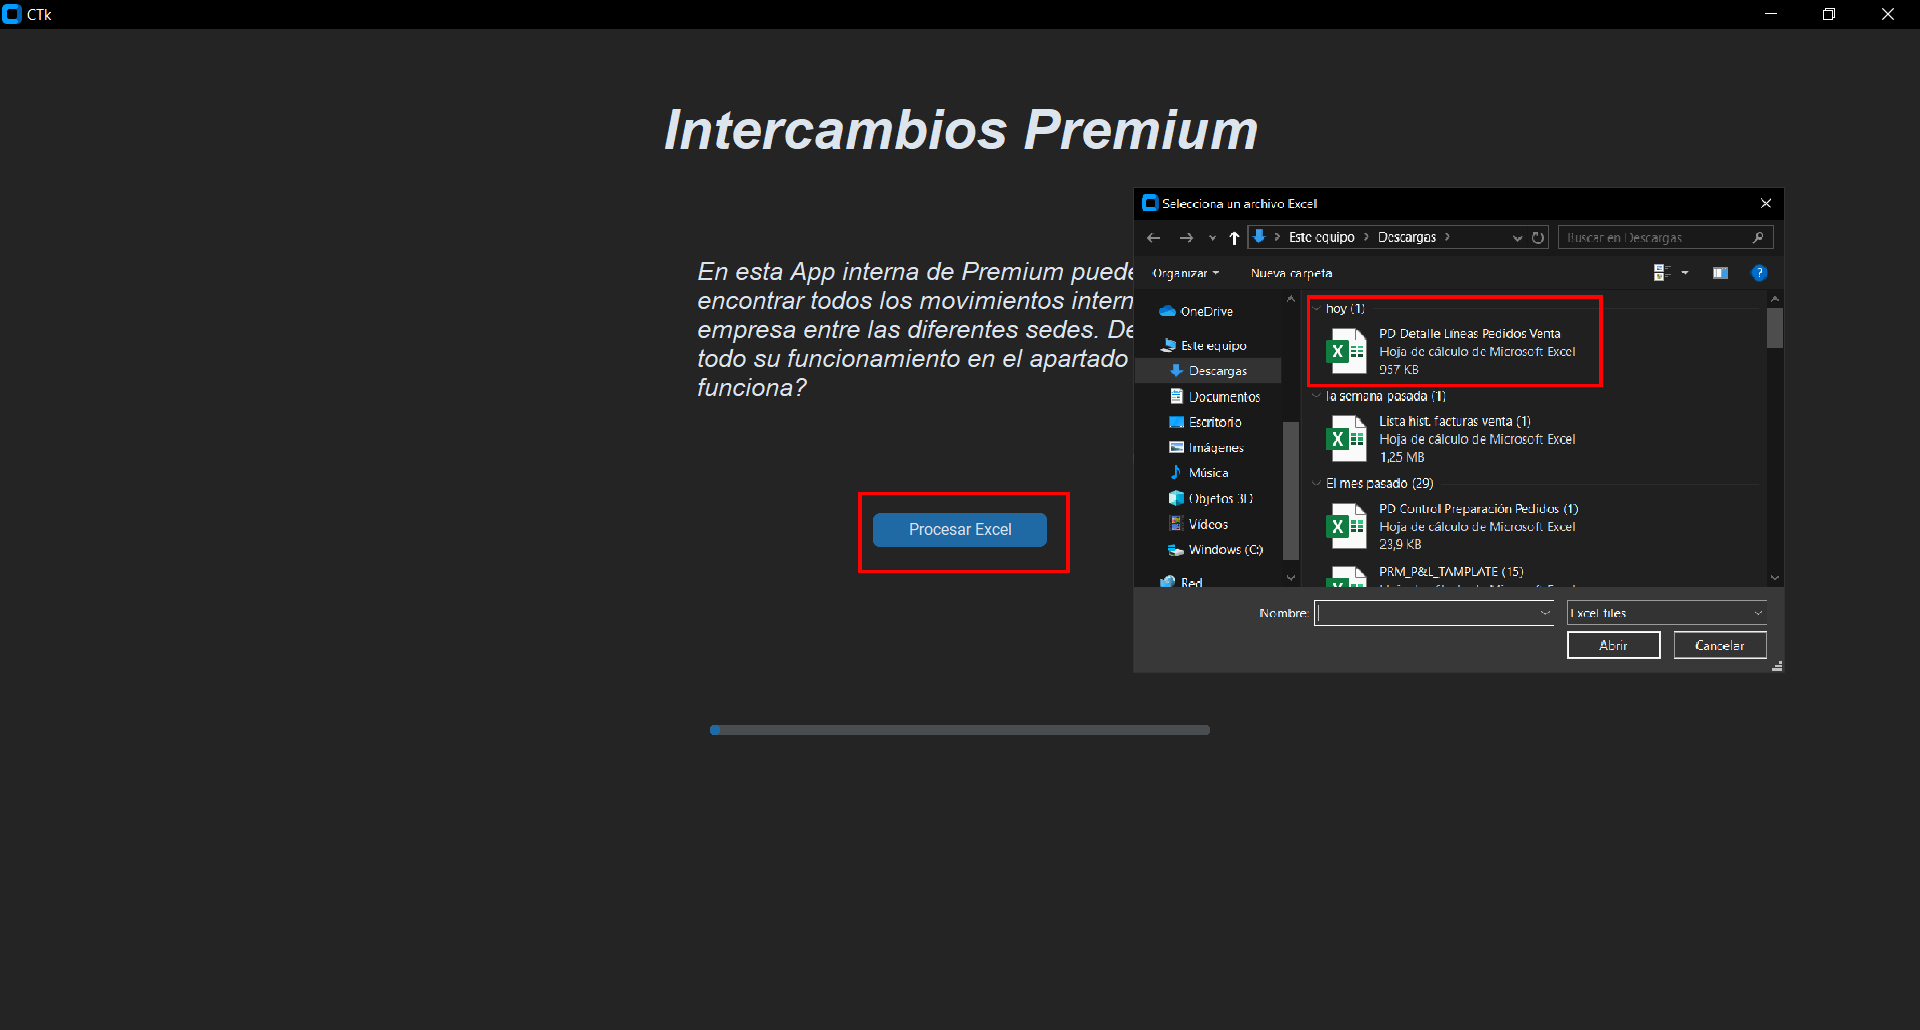 CTk
Intercambios Premium
En esta App interna de Premium puede
encontrar todos los movimientos intern
empresa entre las diferentes sedes. De
todo su funcionamiento en el apartado
funciona?
Procesar Excel
Selecciona un archivo Excel
Este equipo
Descargas
Buscar en Descargas
Organizar
Nueva carpeta
?
OneDrive
Este equipo
Descargas
Documentos
Escritorio
Imágenes
Música
Objetos 3D
Vídeos
Windows (C:)
Red
hoy (1)
PD Detalle Líneas Pedidos Venta
Hoja de cálculo de Microsoft Excel
957 KB
la semana pasada (1)
Lista hist. facturas venta (1)
Hoja de cálculo de Microsoft Excel
1,25 MB
El mes pasado (29)
PD Control Preparación Pedidos (1)
Hoja de cálculo de Microsoft Excel
23,9 KB
PRM_P&L_TAMPLATE (15)
Nombre:
Excel files
Abrir
Cancelar